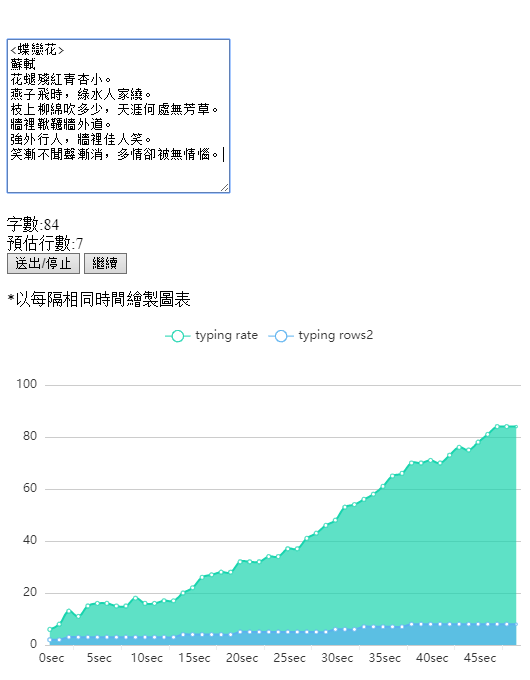 <蝶戀花>
蘇軾
花蜓殘紅青杏小。
燕子飛時，綠水人家繞。
枝上柳綿吹多少，天涯何處無芳草。
牆裡鞦韆牆外道。
強外行人，牆裡佳人笑。
笑漸不聞聲漸消，多情卻被無情惱。
字數:84
預估行數:7
送出/停止 繼續
*以每隔相同時間繪製圖表
typing rate typing rows2
100
80
60
40
20
0
0sec 5sec 10sec 15sec 20sec 25sec 30sec 35sec 40sec 45sec